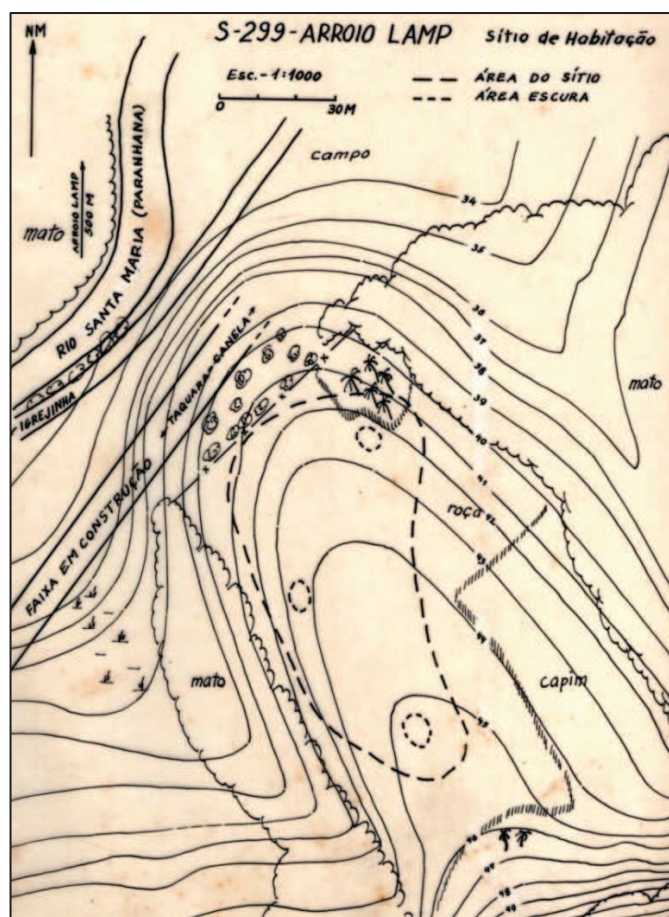 NM
S-299-ARROIO LAMP
SÍTIO DE HABITAÇÃO
ESC.-1:1000
0. 30 M
ÁREA DO SÍTIO
ÁREA ESCURA
campo
mato
ARROIO LAMP
500 M
RIO SANTA MARIA (PARANHANA)
IGREJINHA
TAQUARA-CANELA
FAIXA EM CONSTRUÇÃO
34
35
36
37
38
39
40
41
42
43
44
45
46
47
48
49
mato
roça
mato
capim